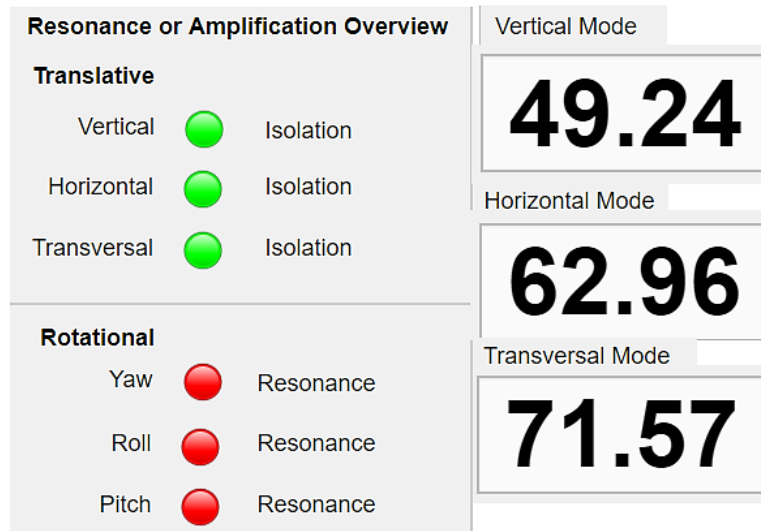 Resonance or Amplification Overview
Translative
Vertical Isolation
Horizontal Isolation
Transversal Isolation
Rotational
Yaw Resonance
Roll Resonance
Pitch Resonance
Vertical Mode
49.24
Horizontal Mode
62.96
Transversal Mode
71.57